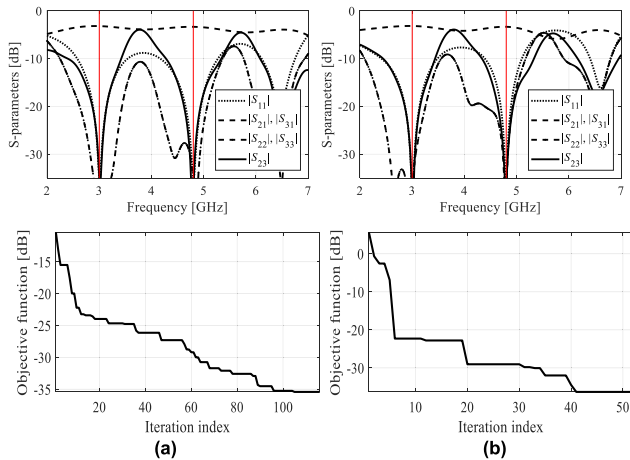 0
-10
-20
-30
S-parameters [dB]
|S11|
|S21|, |S31|
|S22|, |S33|
|S23|
2 3 4 5 6 7
Frequency [GHz]
0
-10
-20
-30
S-parameters [dB]
|S11|
|S21|, |S31|
|S22|, |S33|
|S23|
2 3 4 5 6 7
Frequency [GHz]
-15
-20
-25
-30
-35
Objective function [dB]
20 40 60 80 100
Iteration index
(a)
0
-10
-20
-30
Objective function [dB]
10 20 30 40 50
Iteration index
(b)